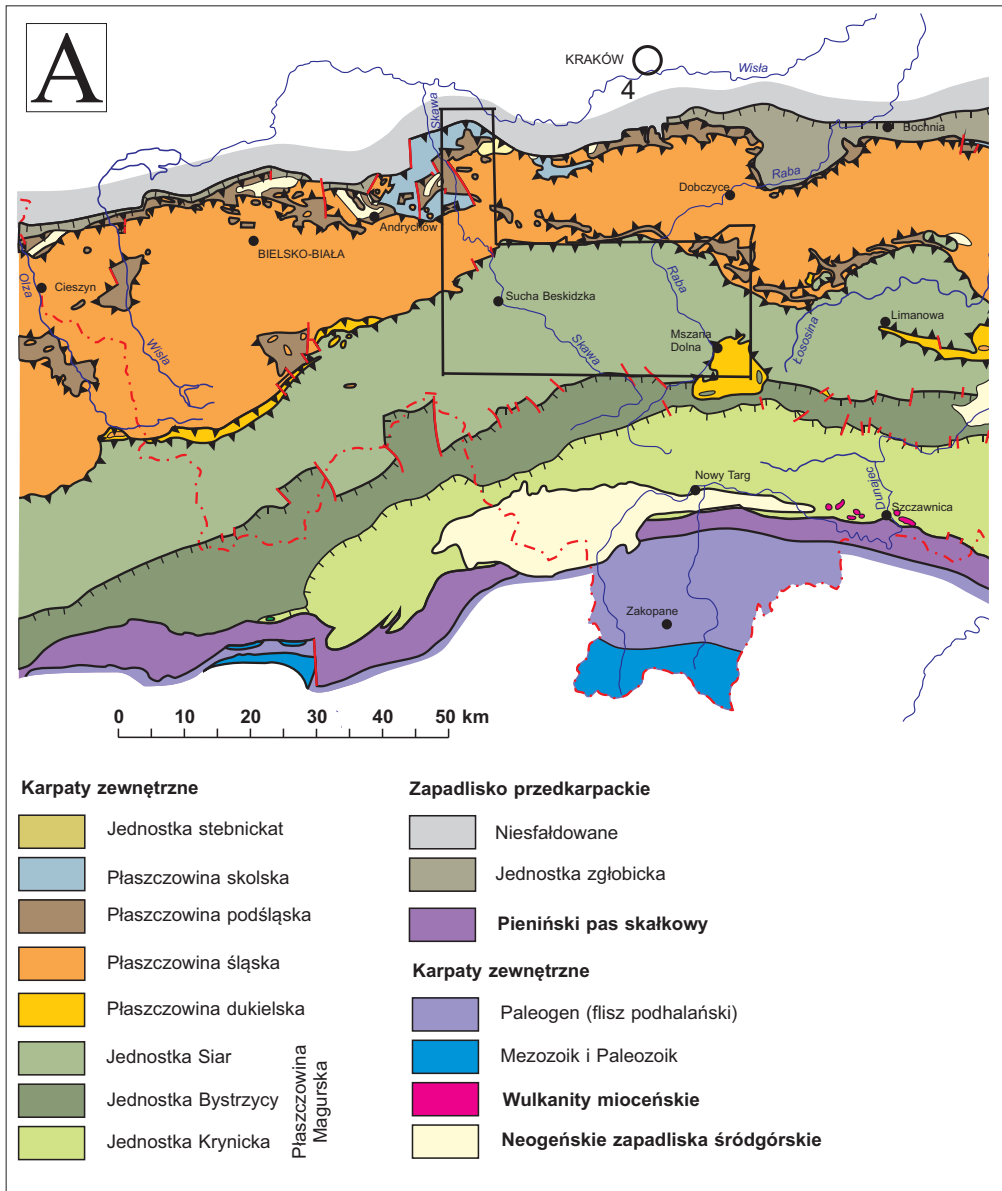 A
KRAKÓW
4
Wisła
Skawa
Bochnia
Raba
Dobczyce
Andrychów
BIELSKO-BIAŁA
Olza
Cieszyn
Wisła
Sucha Beskidzka
Raba
Skawa
Mszana
Dolna
Łososina
Limanowa
Nowy Targ
Dunajec
Szczawnica
Zakopane
0 10 20 30 40 50 km
Karpaty zewnętrzne
Jednostka stebnickat
Płaszczowina skolska
Płaszczowina podśląska
Płaszczowina śląska
Płaszczowina dukielska
Jednostka Siar
Jednostka Bystrzycy
Jednostka Krynicka
Płaszczowina
Magurska
Zapadlisko przedkarpackie
Niesfałdowane
Jednostka zgłobicka
Pieniński pas skałkowy
Karpaty zewnętrzne
Paleogen (flisz podhalański)
Mezozoik i Paleozoik
Wulkanity mioceńskie
Neogeńskie zapadliska śródgórskie